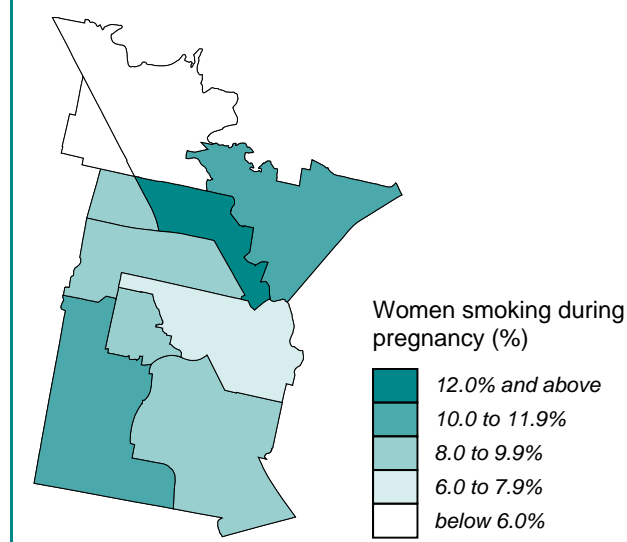 Women smoking during
pregnancy (%)
12.0% and above
10.0 to 11.9%
8.0 to 9.9%
6.0 to 7.9%
below 6.0%